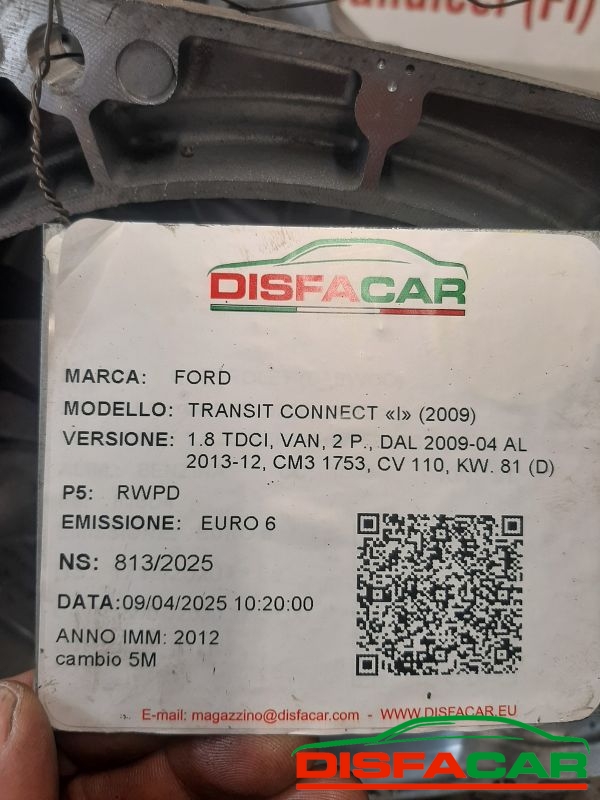 andicci (FI)
DISFACAR
MARCA: FORD
MODELLO: TRANSIT CONNECT «I» (2009)
VERSIONE: 1.8 TDCI, VAN, 2 P., DAL 2009-04 AL
2013-12, CM3 1753, CV 110, KW. 81 (D)
P5: RWPD
EMISSIONE: EURO 6
NS: 813/2025
DATA:09/04/2025 10:20:00
ANNO IMM: 2012
cambio 5M
E-mail: magazzino@disfacar.com - WWW.DISFACAR.EU
DISFACAR